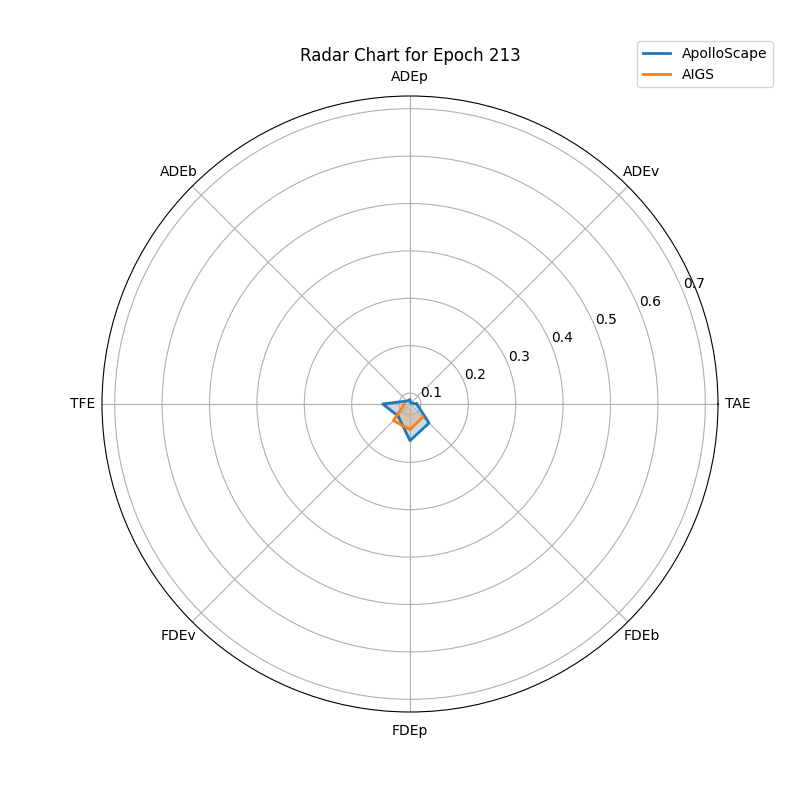 Radar Chart for Epoch 213
ApolloScape
AIGS
ADEp
ADEb
ADEv
0.7
0.6
0.5
0.4
0.3
0.2
0.1
TFE
TAE
FDEv
FDEb
FDEp